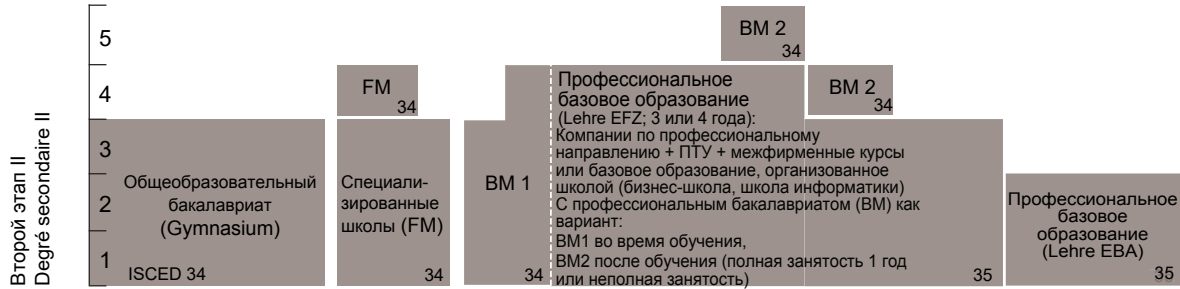 Второй этап II
Degré secondaire II
5
4
3
2
1
Общеобразовательный
бакалавриат
(Gymnasium)
ISCED 34
FM
34
Специали-
зированные
школы (FM)
34
BM 1
34
BM 2
34
Профессиональное
базовое образование
(Lehre EFZ; 3 или 4 года):
Компании по профессиональному
направлению + ПТУ + межфирменные курсы
или базовое образование, организованное
школой (бизнес-школа, школа информатики)
С профессиональным бакалавриатом (ВМ) как
вариант:
ВМ1 во время обучения,
ВМ2 после обучения (полная занятость 1 год
или неполная занятость)
35
BM 2
34
Профессиональное
базовое
образование
(Lehre EBA)
35